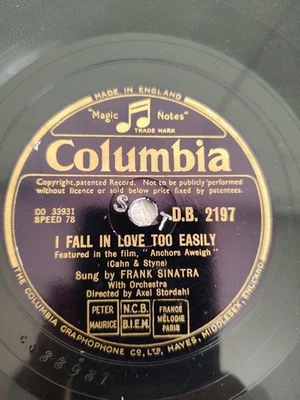 MADE IN ENGLAND
"Magic Notes"
TRADE MARK
Columbia
Copyright, patented Record. Not to be publicly performed
without licence or sold below price fixed by patentees.
CO 33931
SPEED 78
S T
D.B. 2197
I FALL IN LOVE TOO EASILY
Featured in the film, "Anchors Aweigh"
(Cahn & Styne)
Sung by FRANK SINATRA
With Orchestra
Directed by Axel Stordahl
PETER
MAURICE
N.C.B.
B.I.E.M.
FRANCE
MÉLODIE
PARIS
THE COLUMBIA GRAPHOPHONE CO., LTD., HAYES, MIDDLESEX, ENGLAND.